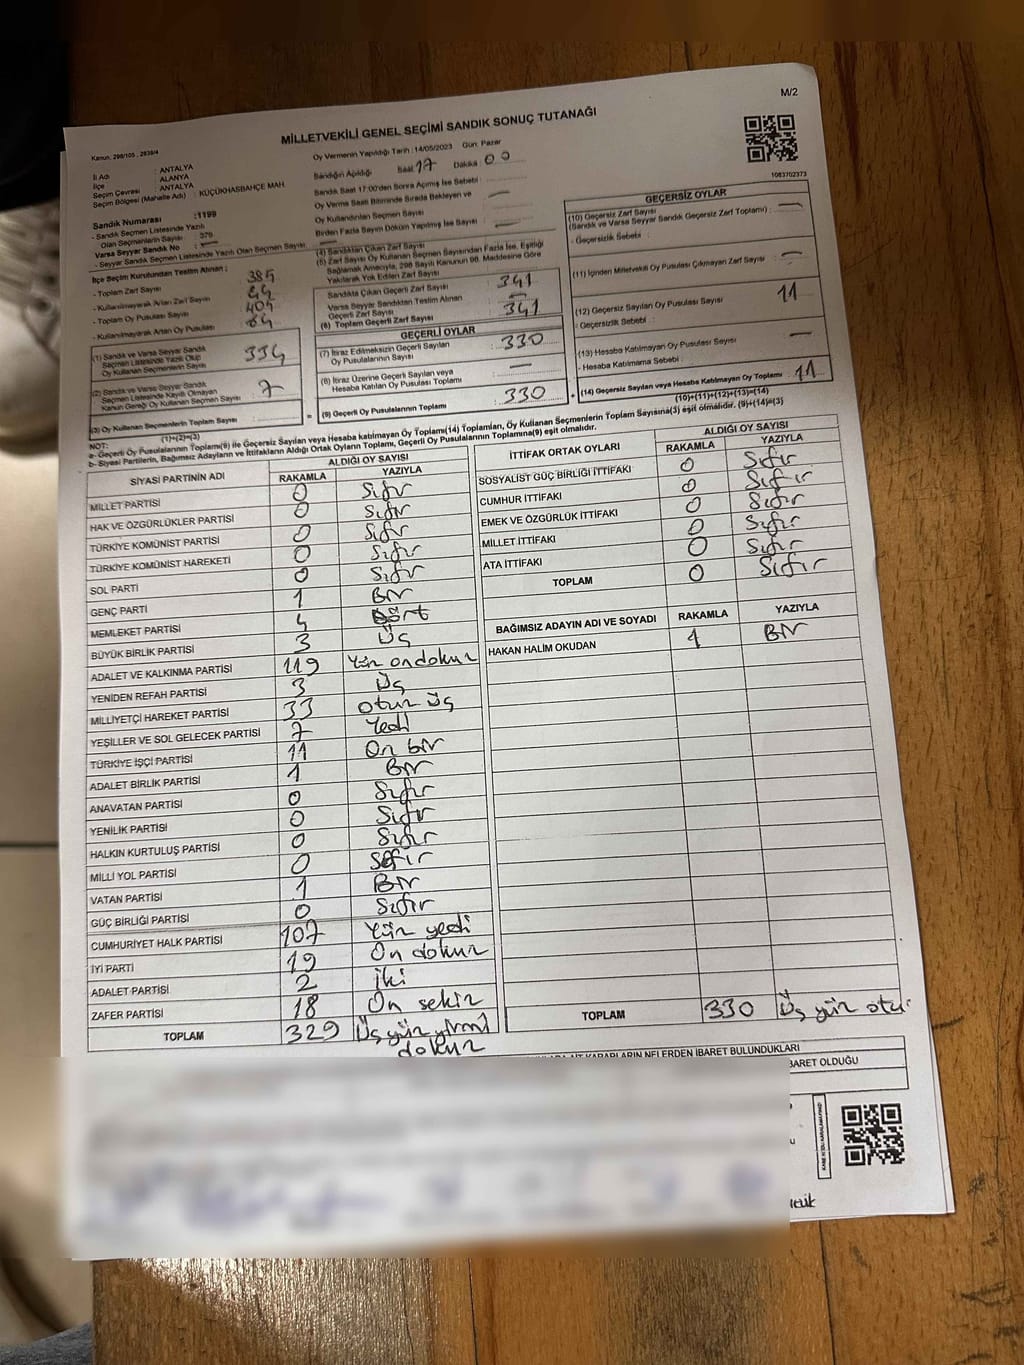 M/2
MİLLETVEKİLİ GENEL SEÇİMİ SANDIK SONUÇ TUTANAĞI
Kanun: 298/105 , 2839/4
Oy Vermenin Yapıldığı Tarih : 14/05/2023 Gün: Pazar
Sandığın Açıldığı Saat 17 Dakika 00
1083702373
İl Adı : ANTALYA
İlçe : ALANYA
Seçim Çevresi : ANTALYA
Seçim Bölgesi (Mahalle Adı) : KÜÇÜKHASBAHÇE MAH.
Sandık Numarası :1199
- Sandık Seçmen Listesinde Yazılı
Olan Seçmenlerin Sayısı :
Varsa Seyyar Sandık No :
- Seyyar Sandık Seçmen Listesinde Yazılı Olan Seçmen Sayısı :
Sandık Saat 17:00'den Sonra Açılmış İse Sebebi :
Oy Verme Saati Bitiminde Sırada Bekleyen ve
Oy Kullandırılan Seçmen Sayısı
Birden Fazla Sayım Döküm Yapılmış İse Sayısı :
İlçe Seçim Kurulundan Teslim Alınan :
- Toplam Zarf Sayısı 385
- Kullanılmayarak Artan Zarf Sayısı
- Toplam Oy Pusulası Sayısı
- Kullanılmayarak Artan Oy Pusulası
(1) Sandık ve Varsa Seyyar Sandık
Seçmen Listesinde Yazılı Olup
Oy Kullanan Seçmenlerin Sayısı 334
(2) Sandık ve Varsa Seyyar Sandık
Seçmen Listesinde Kayıtlı Olmayan
Kanun Gereği Oy Kullanan Seçmen Sayısı 7
(3) Oy Kullanan Seçmenlerin Toplam Sayısı :
(1)+(2)=(3)
(4) Sandıktan Çıkan Zarf Sayısı
(5) Zarf Sayısı Oy Kullanan Seçmen Sayısından Fazla İse, Eşitliği
Sağlamak Amacıyla, 298 Sayılı Kanunun 98. Maddesine Göre
Yakılarak Yok Edilen Zarf Sayısı
Sandıkta Çıkan Geçerli Zarf Sayısı : 341
Varsa Seyyar Sandıktan Teslim Alınan
Geçerli Zarf Sayısı
(6) Toplam Geçerli Zarf Sayısı : 341
GEÇERLİ OYLAR
(7) İtiraz Edilmeksizin Geçerli Sayılan
Oy Pusulalarının Sayısı : 330
(8) İtiraz Üzerine Geçerli Sayılan veya
Hesaba Katılan Oy Pusulası Toplamı :
(9) Geçerli Oy Pusulalarının Toplamı : 330
GEÇERSİZ OYLAR
(10) Geçersiz Zarf Sayısı
(Sandık ve Varsa Seyyar Sandık Geçersiz Zarf Toplamı) :
- Geçersizlik Sebebi :
(11) İçinden Milletvekili Oy Pusulası Çıkmayan Zarf Sayısı :
(12) Geçersiz Sayılan Oy Pusulası Sayısı : 11
- Geçersizlik Sebebi :
(13) Hesaba Katılmayan Oy Pusulası Sayısı :
- Hesaba Katılmama Sebebi :
(14) Geçersiz Sayılan veya Hesaba Katılmayan Oy Toplamı : 11
(10)+(11)+(12)+(13)=(14)
NOT:
a- Geçerli Oy Pusulalarının Toplamı(9) ile Geçersiz Sayılan veya Hesaba katılmayan Oy Toplamı(14) Toplamları, Oy Kullanan Seçmenlerin Toplam Sayısına(3) eşit olmalıdır. (9)+(14)=(3)
b- Siyasi Partilerin, Bağımsız Adayların ve İttifakların Aldığı Ortak Oyların Toplamı, Geçerli Oy Pusulalarının Toplamına(9) eşit olmalıdır.
SİYASİ PARTİNİN ADI ALDIĞI OY SAYISI
RAKAMLA YAZIYLA
MİLLET PARTİSİ 0 Sıfır
HAK VE ÖZGÜRLÜKLER PARTİSİ 0 Sıfır
TÜRKİYE KOMÜNİST PARTİSİ 0 Sıfır
TÜRKİYE KOMÜNİST HAREKETİ 0 Sıfır
SOL PARTİ 0 Sıfır
GENÇ PARTİ 1 Bir
MEMLEKET PARTİSİ 4 Dört
BÜYÜK BİRLİK PARTİSİ 3 Üç
ADALET VE KALKINMA PARTİSİ 119 Yüz ondokuz
YENİDEN REFAH PARTİSİ 3 Üç
MİLLİYETÇİ HAREKET PARTİSİ 33 otuz üç
YEŞİLLER VE SOL GELECEK PARTİSİ 7 Yedi
TÜRKİYE İŞÇİ PARTİSİ 11 On bir
ADALET BİRLİK PARTİSİ 1 Bir
ANAVATAN PARTİSİ 0 Sıfır
YENİLİK PARTİSİ 0 Sıfır
HALKIN KURTULUŞ PARTİSİ 0 Sıfır
MİLLİ YOL PARTİSİ 0 Sıfır
VATAN PARTİSİ 1 Bir
GÜÇ BİRLİĞİ PARTİSİ 0 Sıfır
CUMHURİYET HALK PARTİSİ 107 Yüz yedi
İYİ PARTİ 19 On dokuz
ADALET PARTİSİ 2 iki
ZAFER PARTİSİ 18 On sekiz
TOPLAM 329 Üç yüz yirmi
dokuz
İTTİFAK ORTAK OYLARI ALDIĞI OY SAYISI
RAKAMLA YAZIYLA
SOSYALİST GÜÇ BİRLİĞİ İTTİFAKI 0 Sıfır
CUMHUR İTTİFAKI 0 Sıfır
EMEK VE ÖZGÜRLÜK İTTİFAKI 0 Sıfır
MİLLET İTTİFAKI 0 Sıfır
ATA İTTİFAKI 0 Sıfır
TOPLAM 0 Sıfır
BAĞIMSIZ ADAYIN ADI VE SOYADI RAKAMLA YAZIYLA
HAKAN HALİM OKUDAN 1 Bir
TOPLAM 330 Üç yüz otu
KARARLARIN NELERDEN İBARET BULUNDUKLARI
BARET OLDUĞU